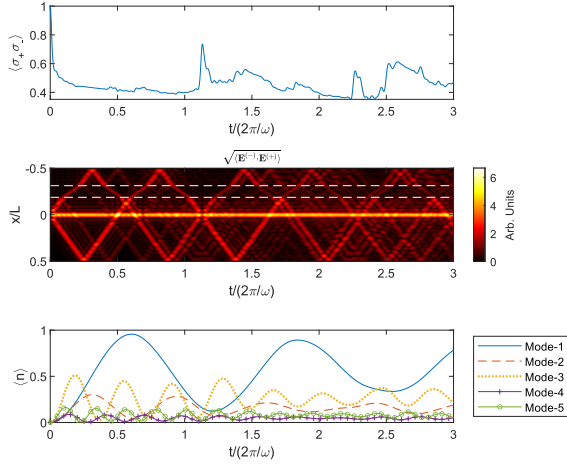 1
0.8
0.6
0.4
⟨σ₊σ₋⟩
0 0.5 1 1.5 2 2.5 3
t/(2π/ω)
√⟨E⁽⁻⁾·E⁽⁺⁾⟩
-0.5
0
0.5
x/L
0 0.5 1 1.5 2 2.5 3
t/(2π/ω)
6
4
2
0
Arb. Units
1
0.5
0
⟨n⟩
0 0.5 1 1.5 2 2.5 3
t/(2π/ω)
Mode-1
Mode-2
Mode-3
Mode-4
Mode-5